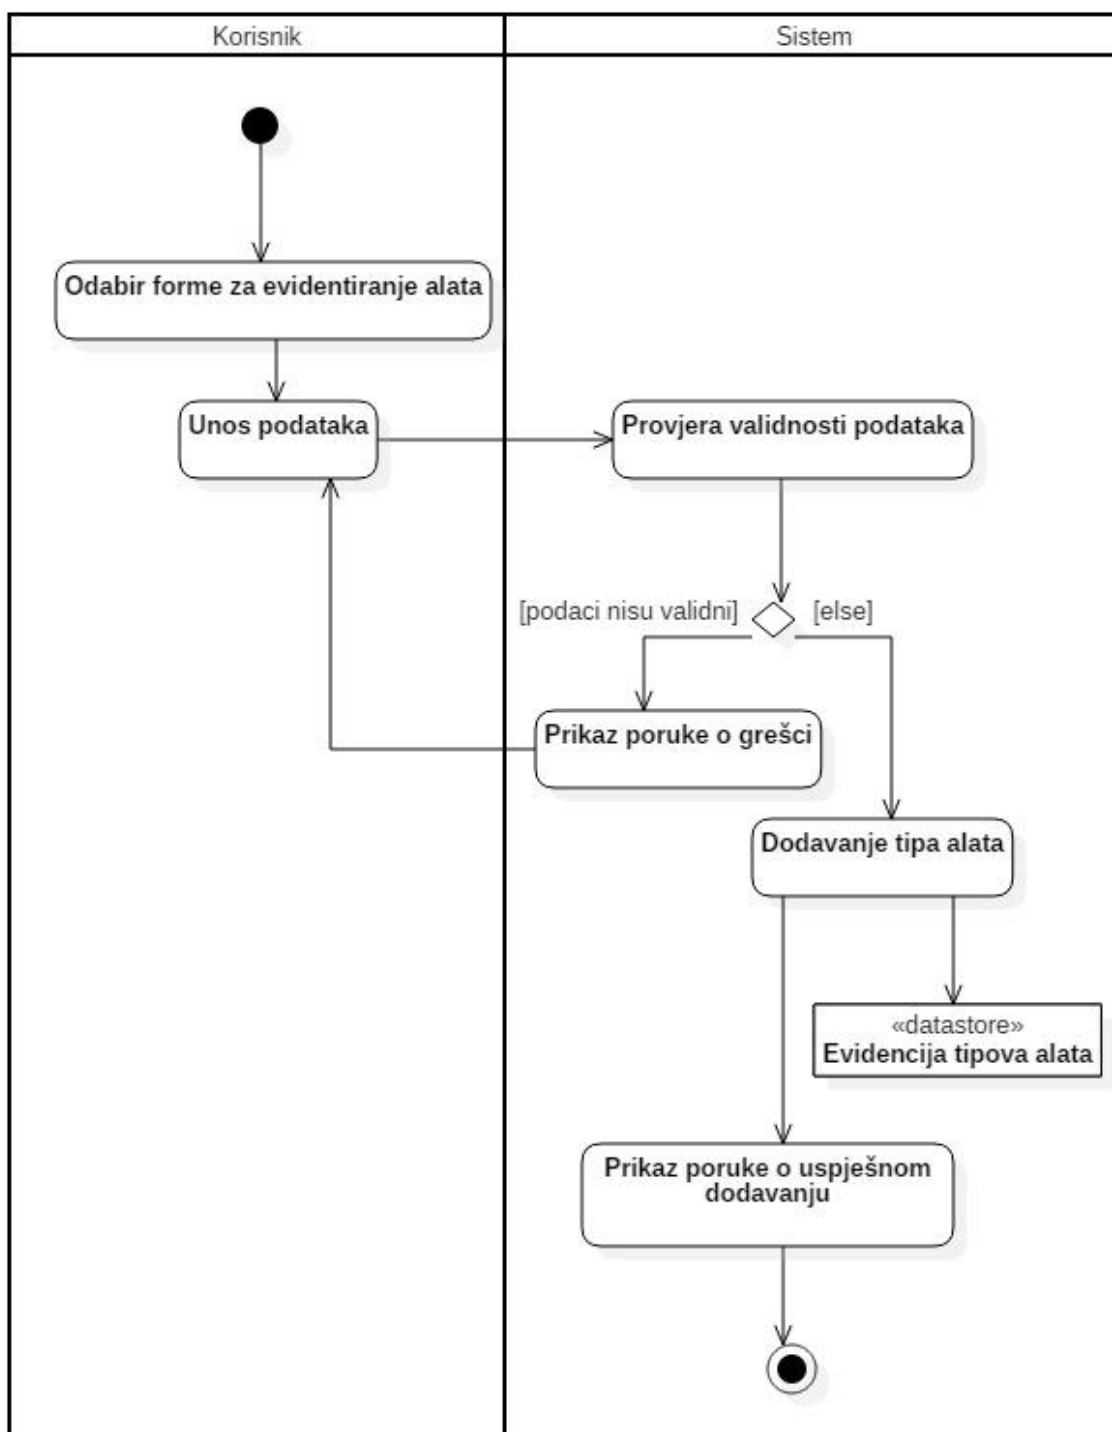 Korisnik
Sistem
Odabir forme za evidentiranje alata
Unos podataka
Provjera validnosti podataka
[podaci nisu validni]
[else]
Prikaz poruke o grešci
Dodavanje tipa alata
«datastore»
Evidencija tipova alata
Prikaz poruke o uspješnom
dodavanju